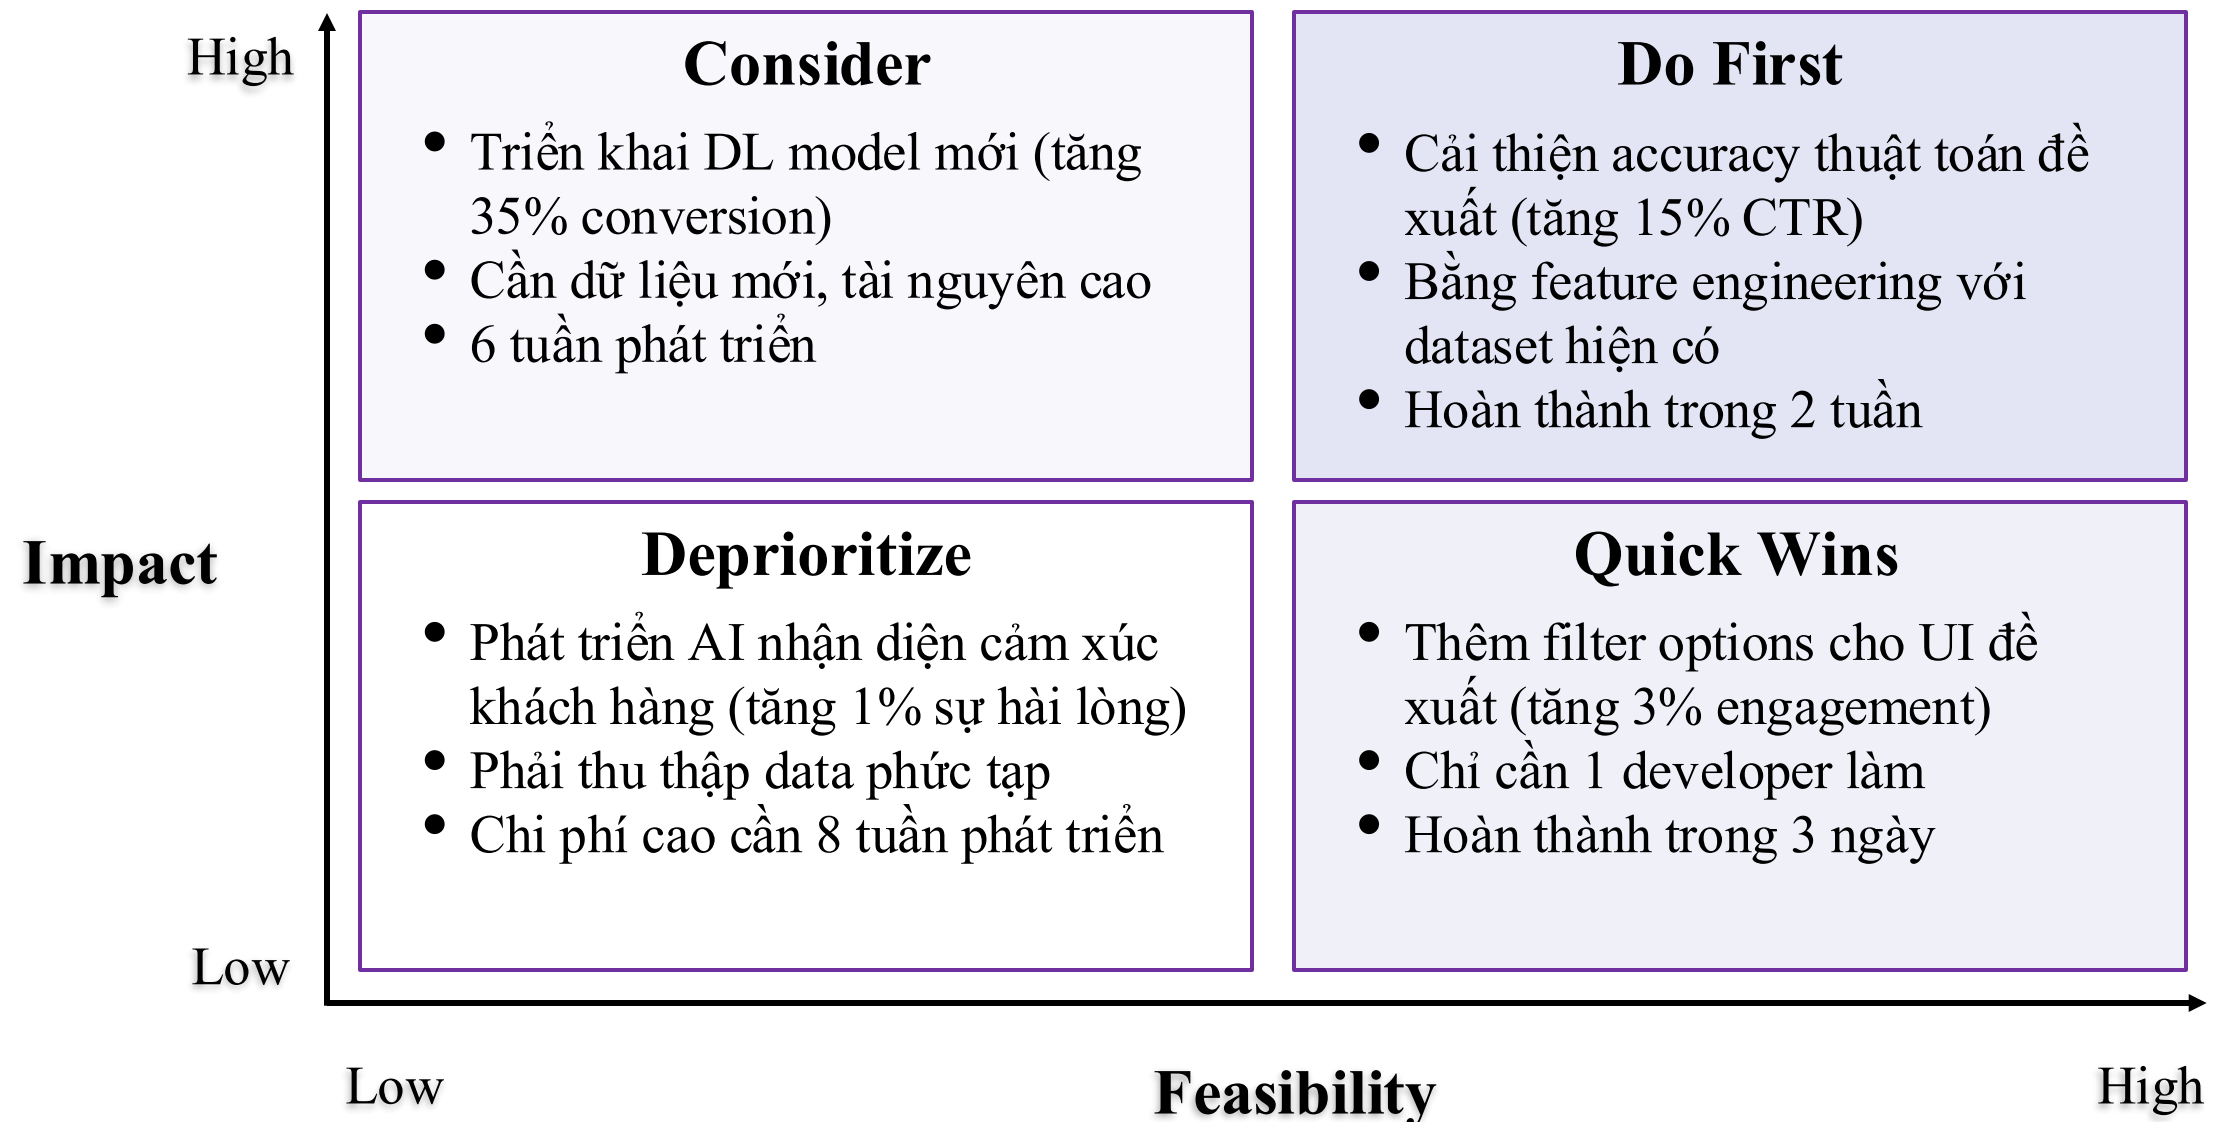 High
Consider
• Triển khai DL model mới (tăng
35% conversion)
• Cần dữ liệu mới, tài nguyên cao
• 6 tuần phát triển
Do First
• Cải thiện accuracy thuật toán đề
xuất (tăng 15% CTR)
• Bằng feature engineering với
dataset hiện có
• Hoàn thành trong 2 tuần
Impact
Deprioritize
• Phát triển AI nhận diện cảm xúc
khách hàng (tăng 1% sự hài lòng)
• Phải thu thập data phức tạp
• Chi phí cao cần 8 tuần phát triển
Quick Wins
• Thêm filter options cho UI đề
xuất (tăng 3% engagement)
• Chỉ cần 1 developer làm
• Hoàn thành trong 3 ngày
Low
Low
Feasibility
High